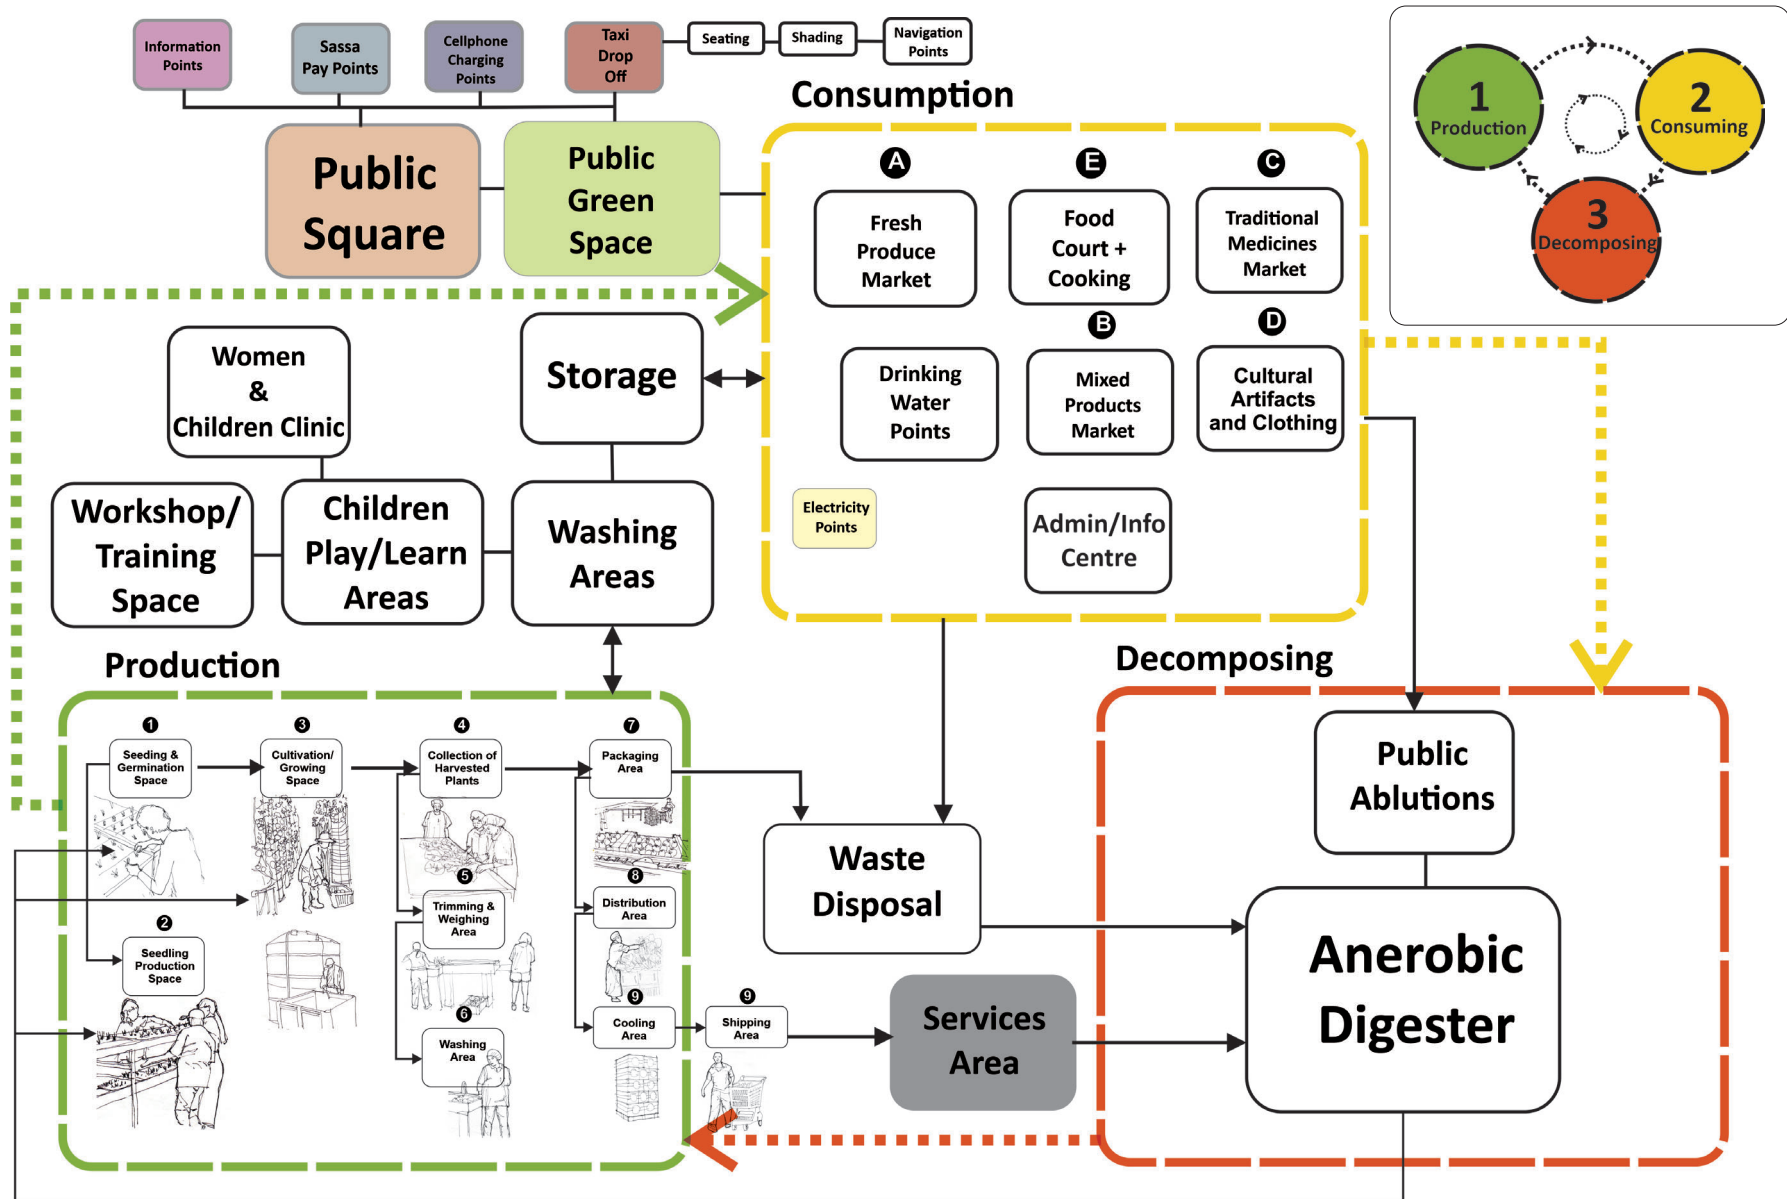 Information
Points
Sassa
Pay Points
Cellphone
Charging
Points
Taxi
Drop
Off
Seating
Shading
Navigation
Points
Public
Square
Public
Green
Space
Consumption
A
Fresh
Produce
Market
E
Food
Court +
Cooking
C
Traditional
Medicines
Market
Drinking
Water
Points
B
Mixed
Products
Market
D
Cultural
Artifacts
and Clothing
Electricity
Points
Admin/Info
Centre
1
Production
2
Consuming
3
Decomposing
Women
&
Children Clinic
Storage
Workshop/
Training
Space
Children
Play/Learn
Areas
Washing
Areas
Production
1
Seeding &
Germination
Space
2
Seedling
Production
Space
3
Cultivation/
Growing
Space
4
Collection of
Harvested
Plants
5
Trimming &
Weighing
Area
6
Washing
Area
7
Packaging
Area
8
Distribution
Area
9
Cooling
Area
9
Shipping
Area
Waste
Disposal
Services
Area
Decomposing
Public
Ablutions
Anerobic
Digester